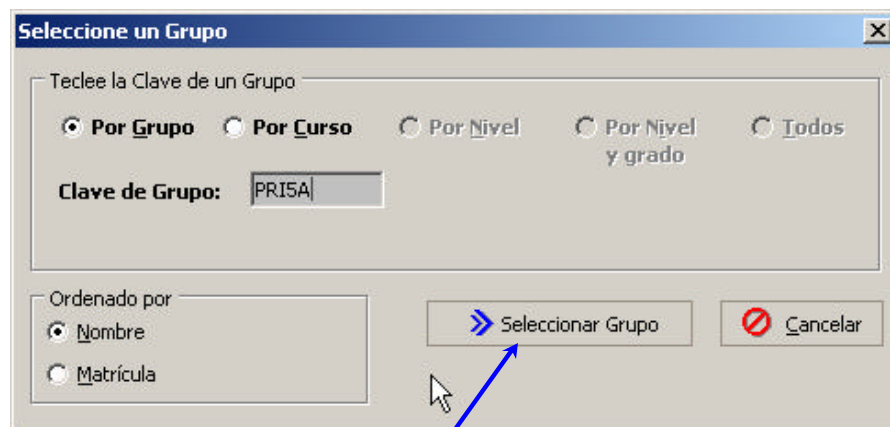 Seleccione un Grupo
Teclee la Clave de un Grupo
Por Grupo Por Curso Por Nivel Por Nivel Todos
y grado
Clave de Grupo: PRI5A
Ordenado por
Nombre
Matrícula
Seleccionar Grupo Cancelar